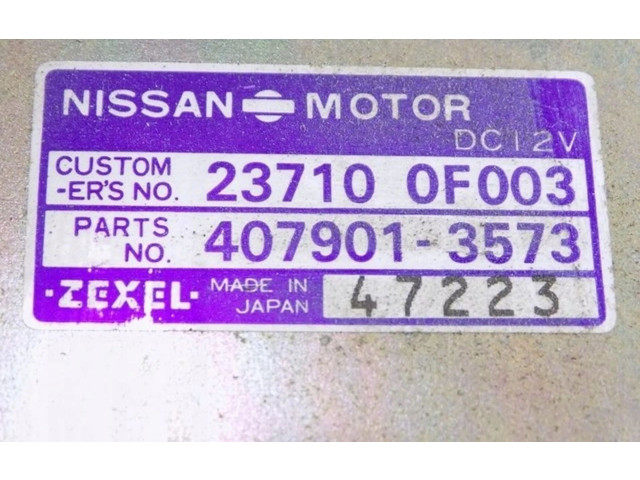 NISSAN MOTOR
DC12V
CUSTOM
-ER'S NO. 23710 0F003
PARTS
NO. 407901-3573
·ZEXEL· MADE IN
JAPAN 47223